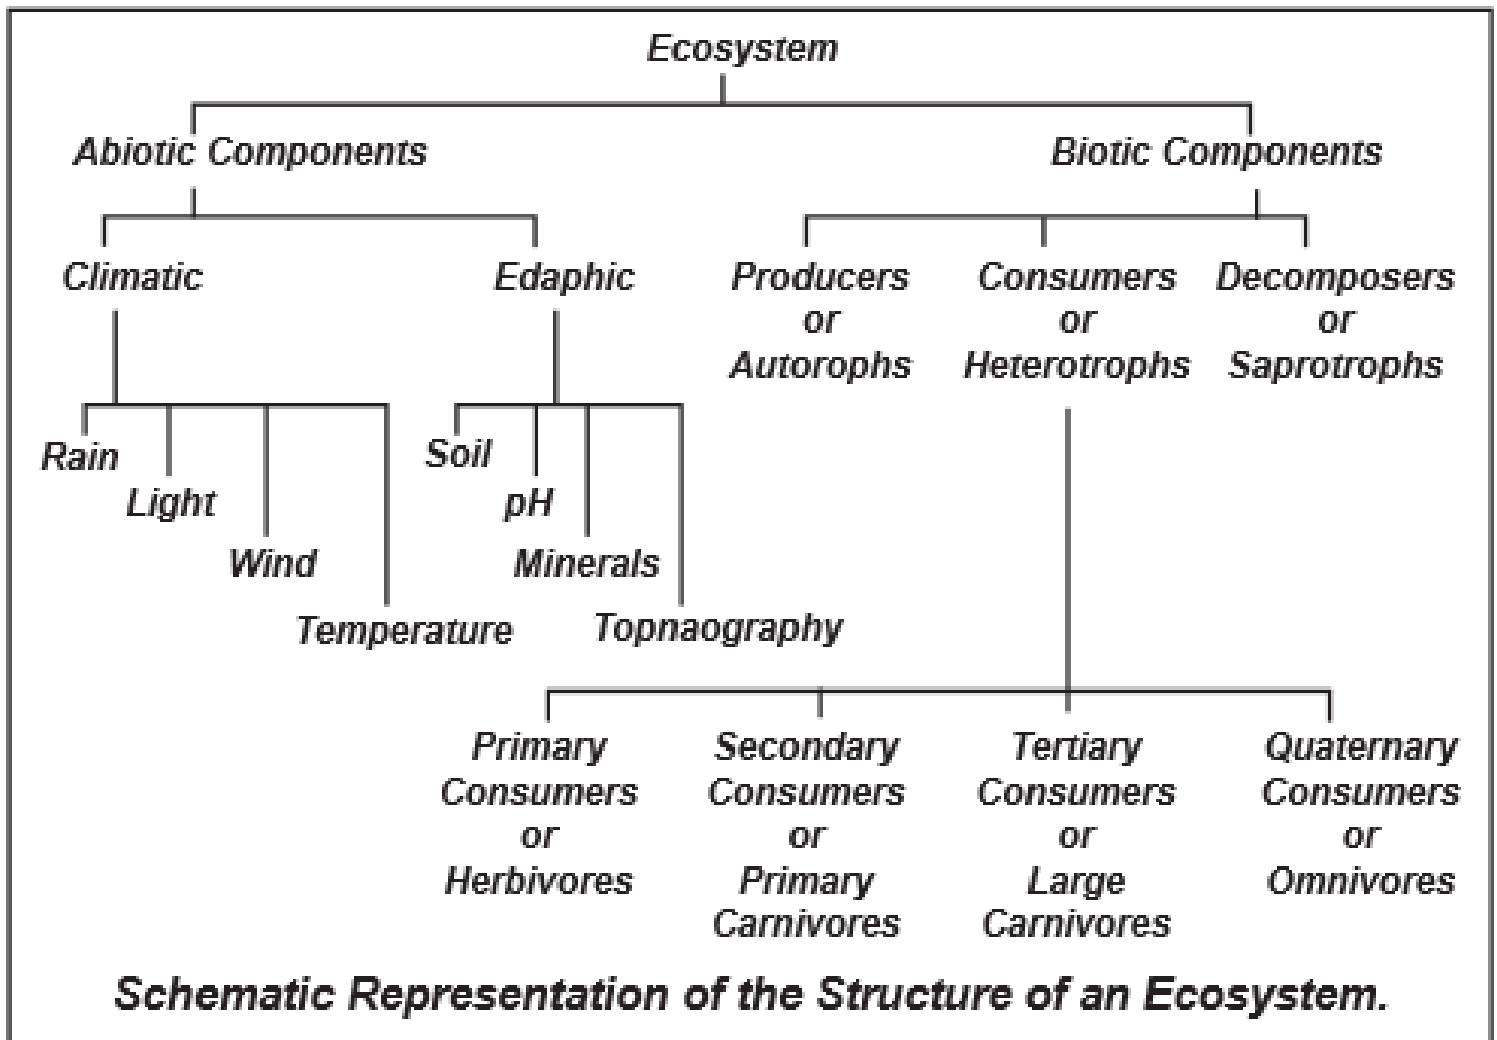 Ecosystem
Abiotic Components
Biotic Components
Climatic
Edaphic
Producers
or
Autorophs
Consumers
or
Heterotrophs
Decomposers
or
Saprotrophs
Rain
Light
Wind
Temperature
Soil
pH
Minerals
Topnaography
Primary
Consumers
or
Herbivores
Secondary
Consumers
or
Primary
Carnivores
Tertiary
Consumers
or
Large
Carnivores
Quaternary
Consumers
or
Omnivores
Schematic Representation of the Structure of an Ecosystem.